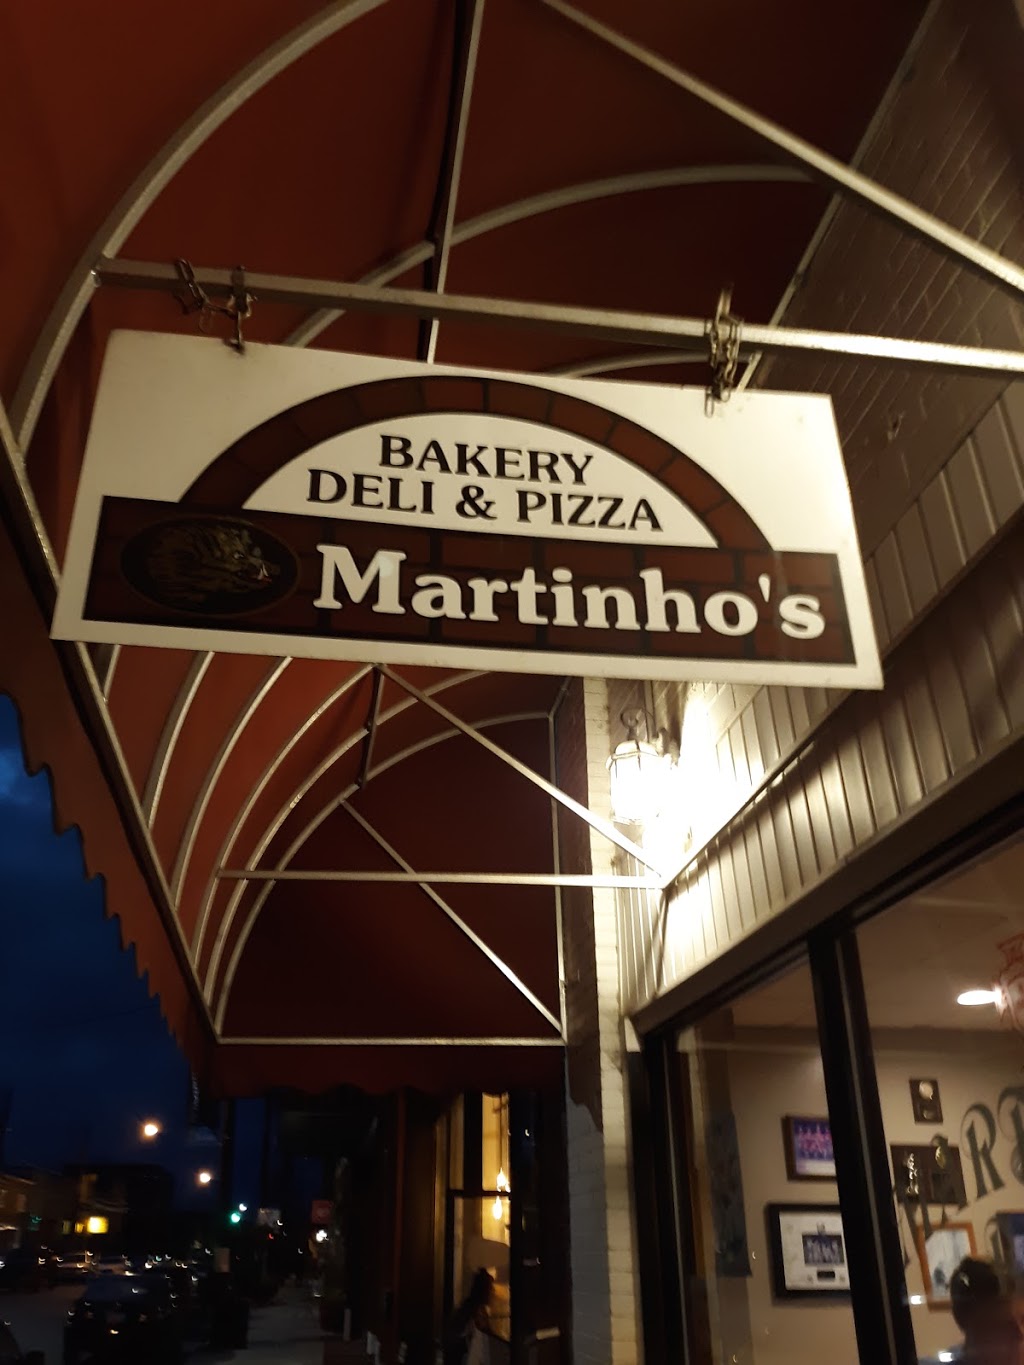 BAKERY
DELI & PIZZA
Martinho's